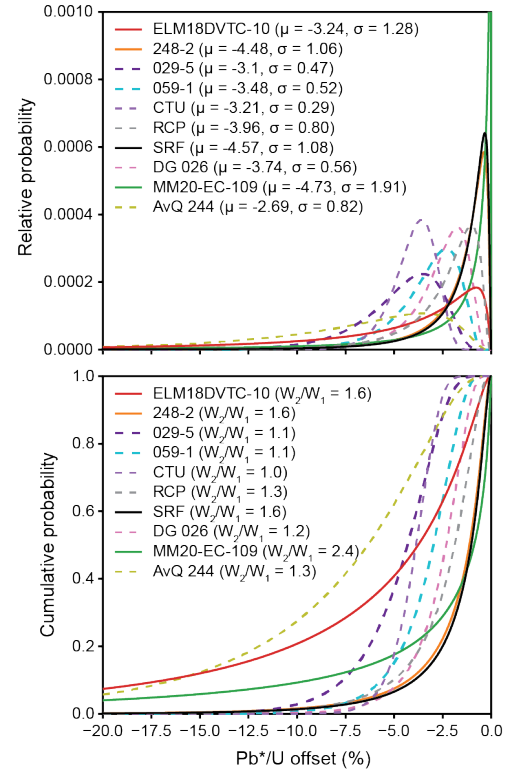 0.0010
0.0008
0.0006
0.0004
0.0002
0.0000
Relative probability
ELM18DVTC-10 (μ = -3.24, σ = 1.28)
248-2 (μ = -4.48, σ = 1.06)
029-5 (μ = -3.1, σ = 0.47)
059-1 (μ = -3.48, σ = 0.52)
CTU (μ = -3.21, σ = 0.29)
RCP (μ = -3.96, σ = 0.80)
SRF (μ = -4.57, σ = 1.08)
DG 026 (μ = -3.74, σ = 0.56)
MM20-EC-109 (μ = -4.73, σ = 1.91)
AvQ 244 (μ = -2.69, σ = 0.82)
1.0
0.8
0.6
0.4
0.2
0.0
Cumulative probability
ELM18DVTC-10 (W₂/W₁ = 1.6)
248-2 (W₂/W₁ = 1.6)
029-5 (W₂/W₁ = 1.1)
059-1 (W₂/W₁ = 1.1)
CTU (W₂/W₁ = 1.0)
RCP (W₂/W₁ = 1.3)
SRF (W₂/W₁ = 1.6)
DG 026 (W₂/W₁ = 1.2)
MM20-EC-109 (W₂/W₁ = 2.4)
AvQ 244 (W₂/W₁ = 1.3)
−20.0 −17.5 −15.0 −12.5 −10.0 −7.5 −5.0 −2.5 0.0
Pb*/U offset (%)